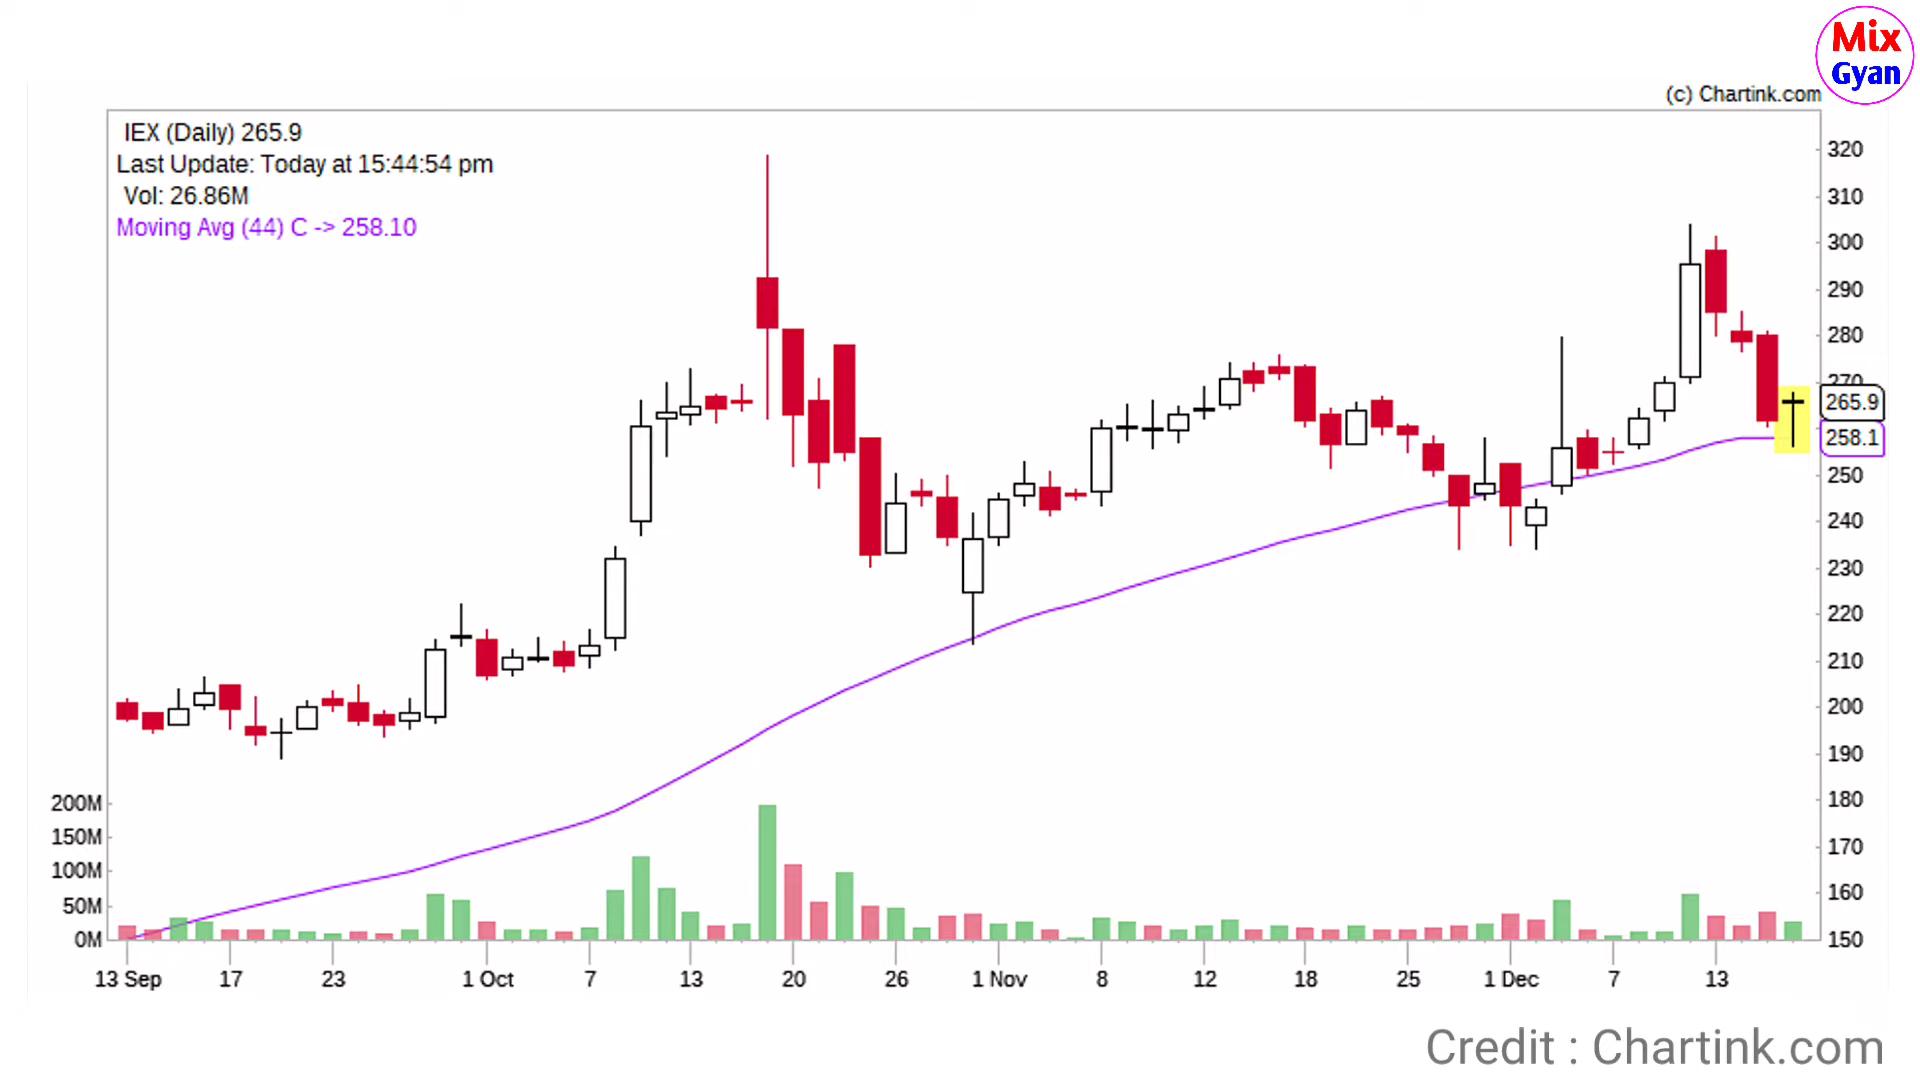 Mix
Gyan
(c) Chartink.com
IEX (Daily) 265.9
Last Update: Today at 15:44:54 pm
Vol: 26.86M
Moving Avg (44) C -> 258.10
320
310
300
290
280
270
265.9
258.1
250
240
230
220
210
200
190
180
170
160
150
200M
150M
100M
50M
0M
13 Sep 17 23 1 Oct 7 13 20 26 1 Nov 8 12 18 25 1 Dec 7 13
Credit : Chartink.com